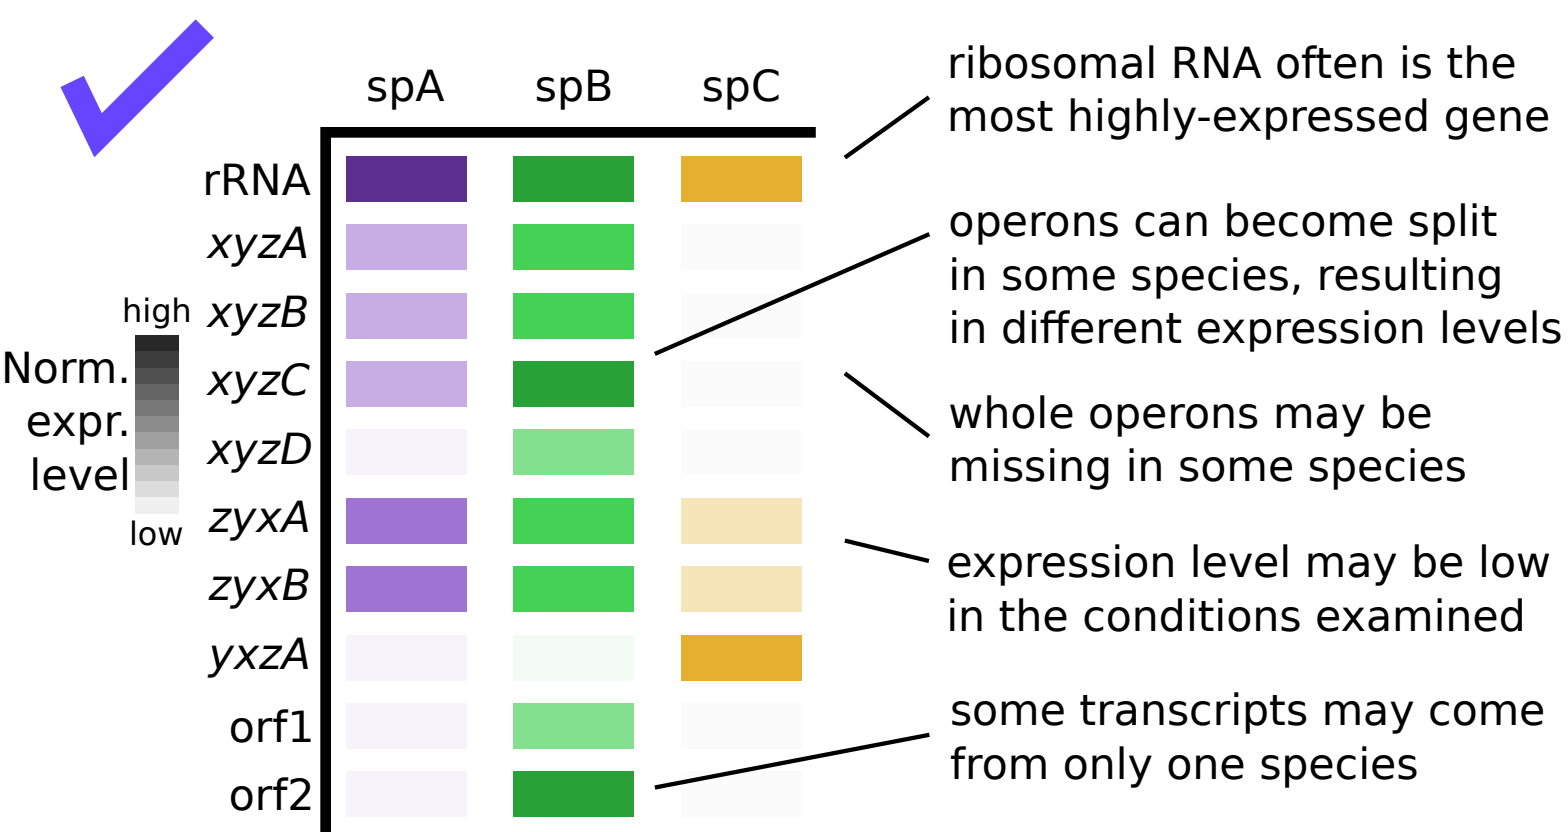 spA spB spC
rRNA
xyzA
xyzB
xyzC
xyzD
zyxA
zyxB
yxzA
orf1
orf2
high
Norm.
expr.
level
low
ribosomal RNA often is the
most highly-expressed gene
operons can become split
in some species, resulting
in different expression levels
whole operons may be
missing in some species
expression level may be low
in the conditions examined
some transcripts may come
from only one species